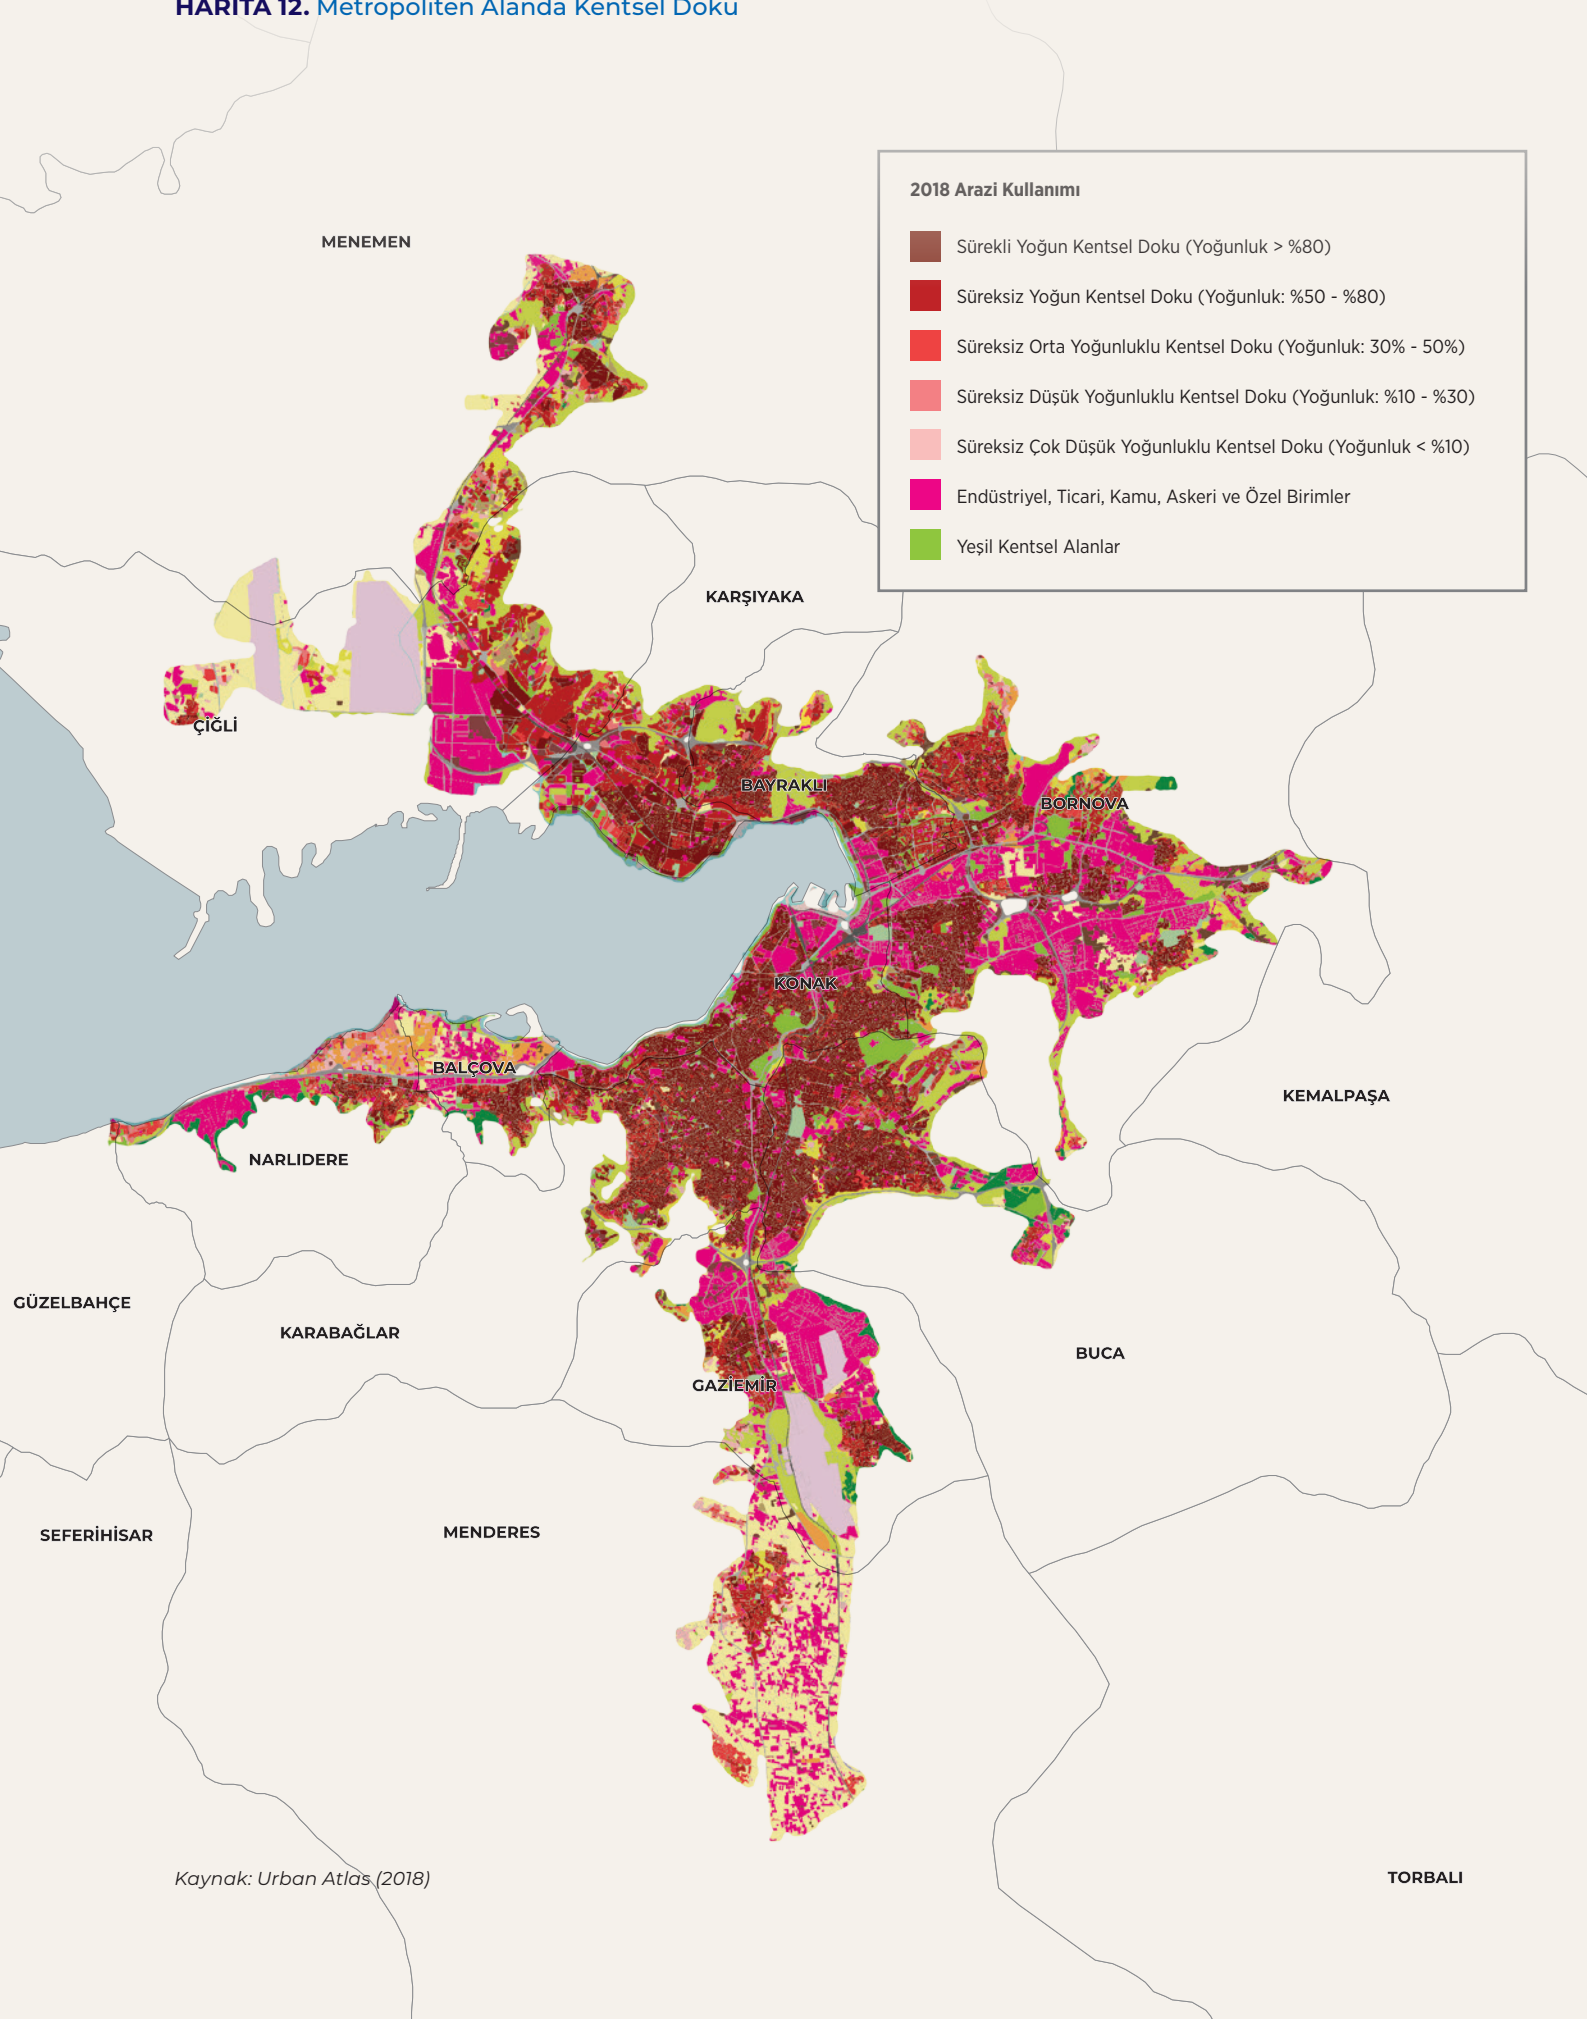 HARİTA 12. Metropoliten Alanda Kentsel Doku
2018 Arazi Kullanımı
Sürekli Yoğun Kentsel Doku (Yoğunluk > %80)
Süreksiz Yoğun Kentsel Doku (Yoğunluk: %50 - %80)
Süreksiz Orta Yoğunluklu Kentsel Doku (Yoğunluk: 30% - 50%)
Süreksiz Düşük Yoğunluklu Kentsel Doku (Yoğunluk: %10 - %30)
Süreksiz Çok Düşük Yoğunluklu Kentsel Doku (Yoğunluk < %10)
Endüstriyel, Ticari, Kamu, Askeri ve Özel Birimler
Yeşil Kentsel Alanlar
MENEMEN
KARŞIYAKA
ÇİĞLİ
BAYRAKLI
BORNOVA
KONAK
BALÇOVA
KEMALPAŞA
NARLIDERE
GÜZELBAHÇE
KARABAĞLAR
BUCA
GAZİEMİR
SEFERİHİSAR
MENDERES
Kaynak: Urban Atlas (2018)
TORBALI